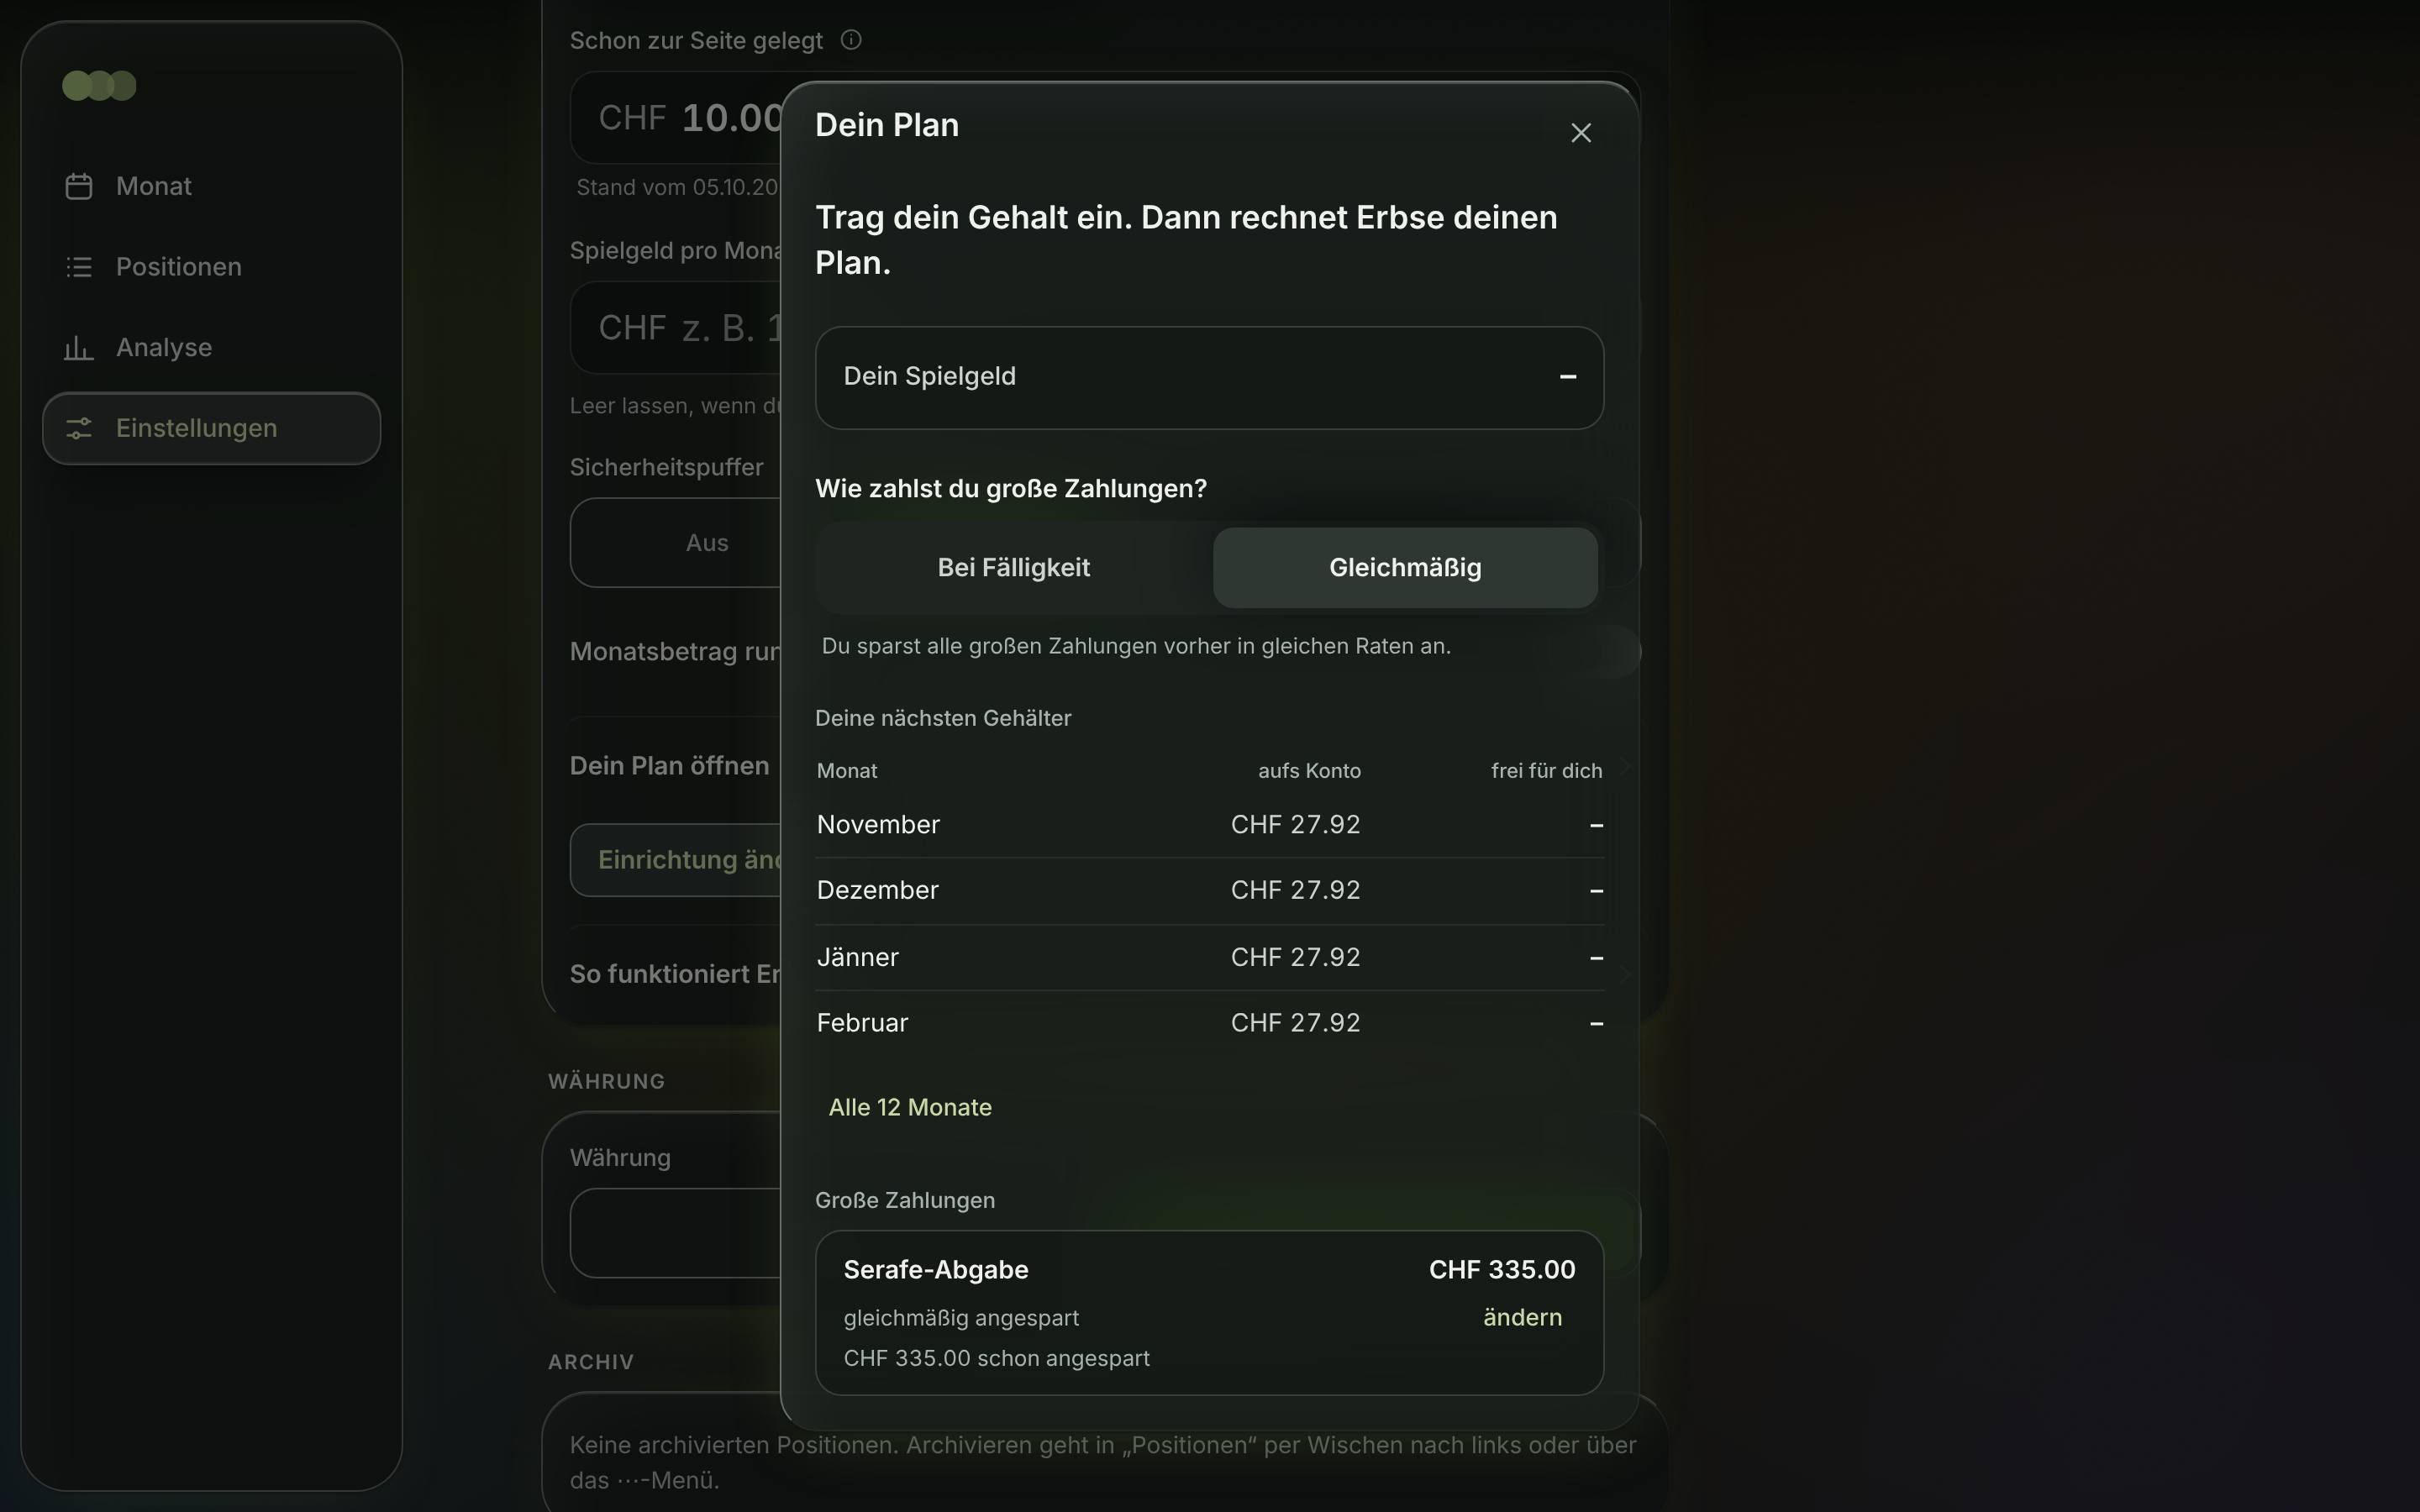 Monat
Positionen
Analyse
Einstellungen
Schon zur Seite gelegt
CHF 10.00
Stand vom 05.10.20
Spielgeld pro Mona
CHF z. B. 1
Leer lassen, wenn du
Sicherheitspuffer
Aus
Monatsbetrag run
Dein Plan öffnen
Einrichtung änd
So funktioniert Er
WÄHRUNG
Währung
ARCHIV
Keine archivierten Positionen. Archivieren geht in „Positionen“ per Wischen nach links oder über
das ···-Menü.
Dein Plan
Trag dein Gehalt ein. Dann rechnet Erbse deinen
Plan.
Dein Spielgeld –
Wie zahlst du große Zahlungen?
Bei Fälligkeit Gleichmäßig
Du sparst alle großen Zahlungen vorher in gleichen Raten an.
Deine nächsten Gehälter
Monat aufs Konto frei für dich
November CHF 27.92 –
Dezember CHF 27.92 –
Jänner CHF 27.92 –
Februar CHF 27.92 –
Alle 12 Monate
Große Zahlungen
Serafe-Abgabe CHF 335.00
gleichmäßig angespart ändern
CHF 335.00 schon angespart